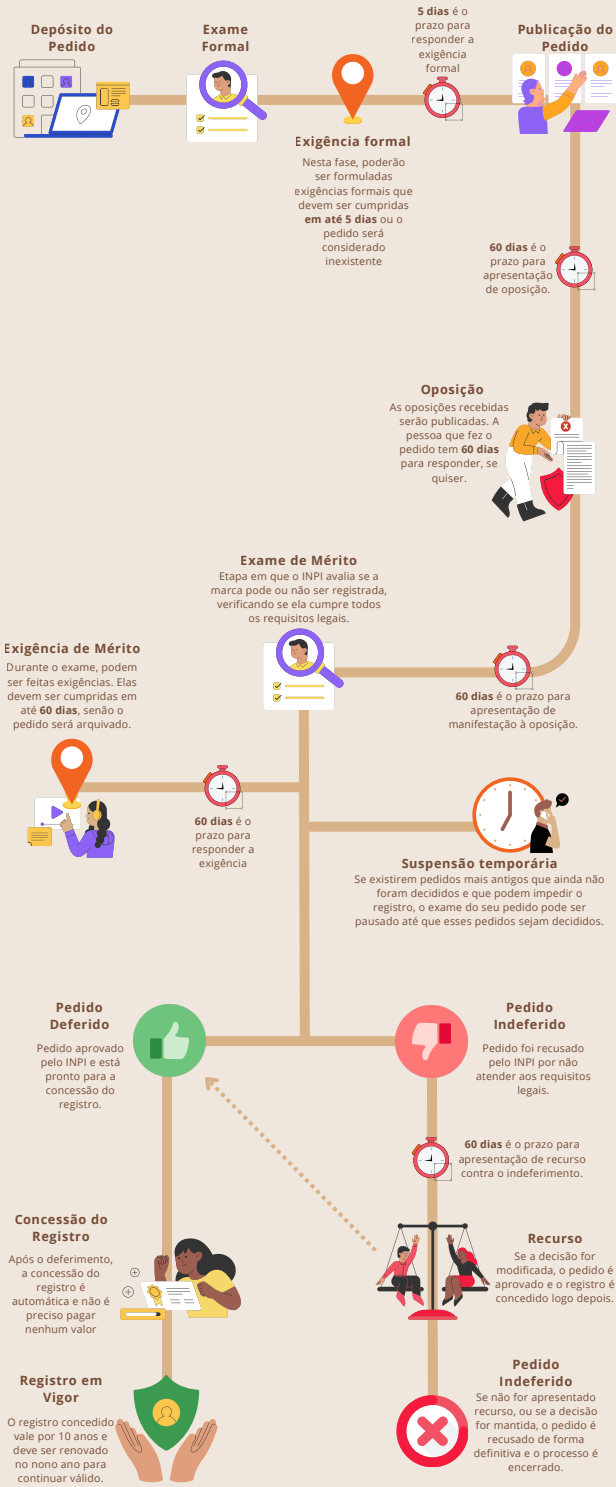 Depósito do
Pedido
Exame
Formal
5 dias é o
prazo para
responder a
exigência
formal
Publicação do
Pedido
Exigência formal
Nesta fase, poderão
ser formuladas
exigências formais que
devem ser cumpridas
em até 5 dias ou o
pedido será
considerado
inexistente
60 dias é o
prazo para
apresentação
de oposição.
Oposição
As oposições recebidas
serão publicadas. A
pessoa que fez o
pedido tem 60 dias
para responder, se
quiser.
Exame de Mérito
Etapa em que o INPI avalia se a
marca pode ou não ser registrada,
verificando se ela cumpre todos
os requisitos legais.
60 dias é o prazo para
apresentação de
manifestação à oposição.
Exigência de Mérito
Durante o exame, podem
ser feitas exigências. Elas
devem ser cumpridas em
até 60 dias, senão o
pedido será arquivado.
60 dias é o
prazo para
responder a
exigência
Suspensão temporária
Se existirem pedidos mais antigos que ainda não
foram decididos e que podem impedir o
registro, o exame do seu pedido pode ser
pausado até que esses pedidos sejam decididos.
Pedido
Deferido
Pedido aprovado
pelo INPI e está
pronto para a
concessão do
registro.
Pedido
Indeferido
Pedido foi recusado
pelo INPI por não
atender aos requisitos
legais.
60 dias é o prazo para
apresentação de recurso
contra o indeferimento.
Concessão do
Registro
Após o deferimento,
a concessão do
registro é
automática e não é
preciso pagar
nenhum valor
Recurso
Se a decisão for
modificada, o pedido é
aprovado e o registro é
concedido logo depois.
Registro em
Vigor
O registro concedido
vale por 10 anos e
deve ser renovado
no nono ano para
continuar válido.
Pedido
Indeferido
Se não for apresentado
recurso, ou se a decisão
for mantida, o pedido é
recusado de forma
definitiva e o processo é
encerrado.